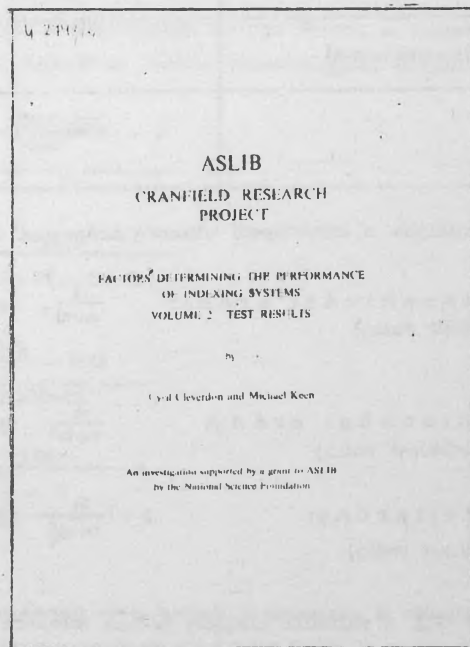 ASLIB
CRANFIELD RESEARCH
PROJECT
FACTORS DETERMINING THE PERFORMANCE
OF INDEXING SYSTEMS
VOLUME 2 TEST RESULTS
by
Cyril Cleverdon and Michael Keen
An investigation supported by a grant to ASLIB
by the National Science Foundation